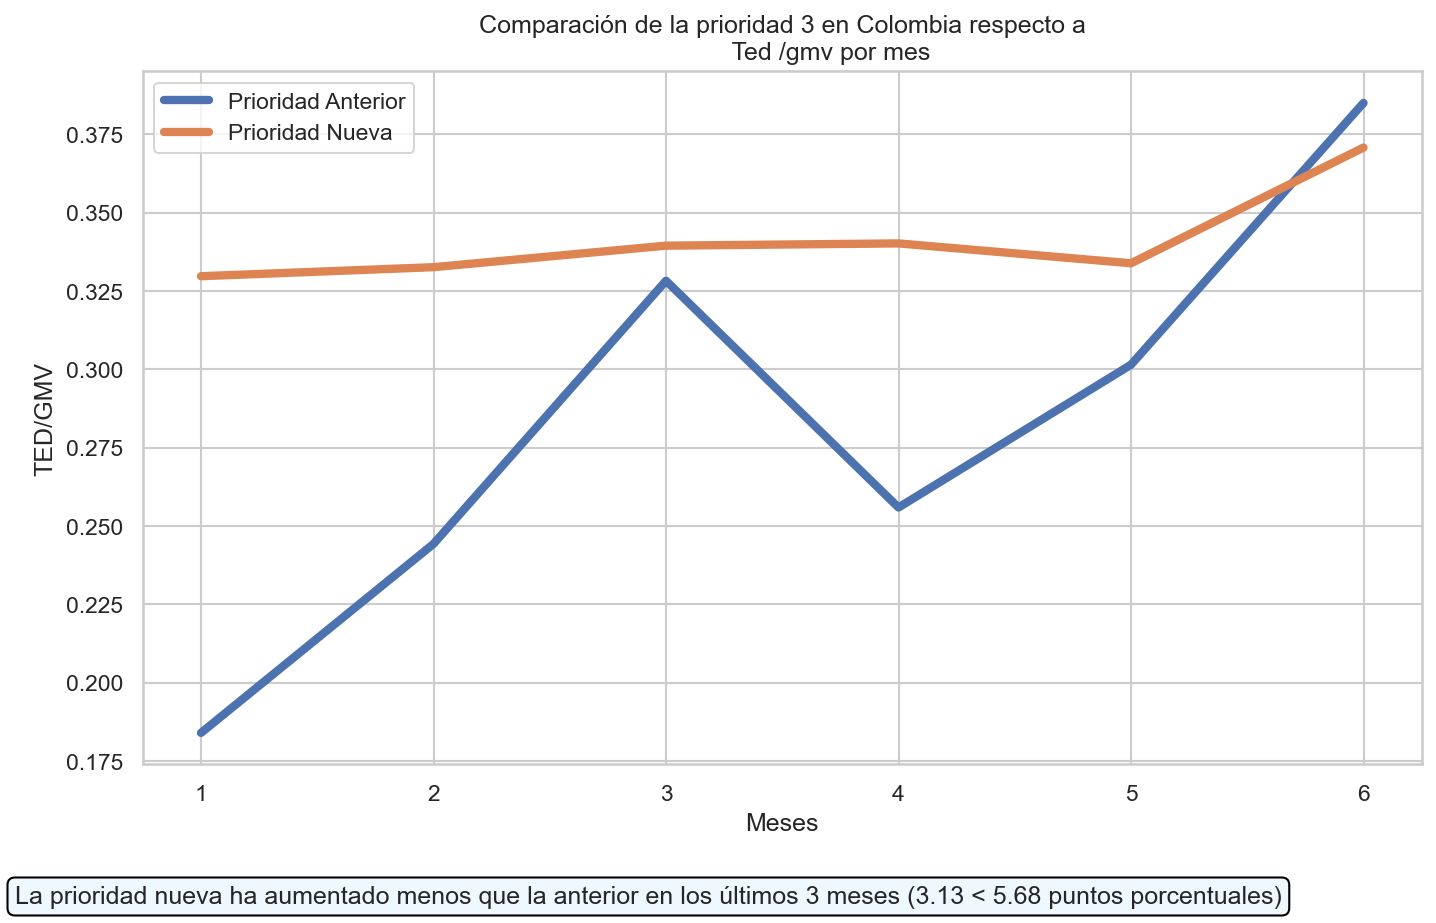 Comparación de la prioridad 3 en Colombia respecto a
Ted /gmv por mes
Prioridad Anterior
Prioridad Nueva
0.375
0.350
0.325
0.300
0.275
0.250
0.225
0.200
0.175
TED/GMV
1 2 3 4 5 6
Meses
La prioridad nueva ha aumentado menos que la anterior en los últimos 3 meses (3.13 < 5.68 puntos porcentuales)